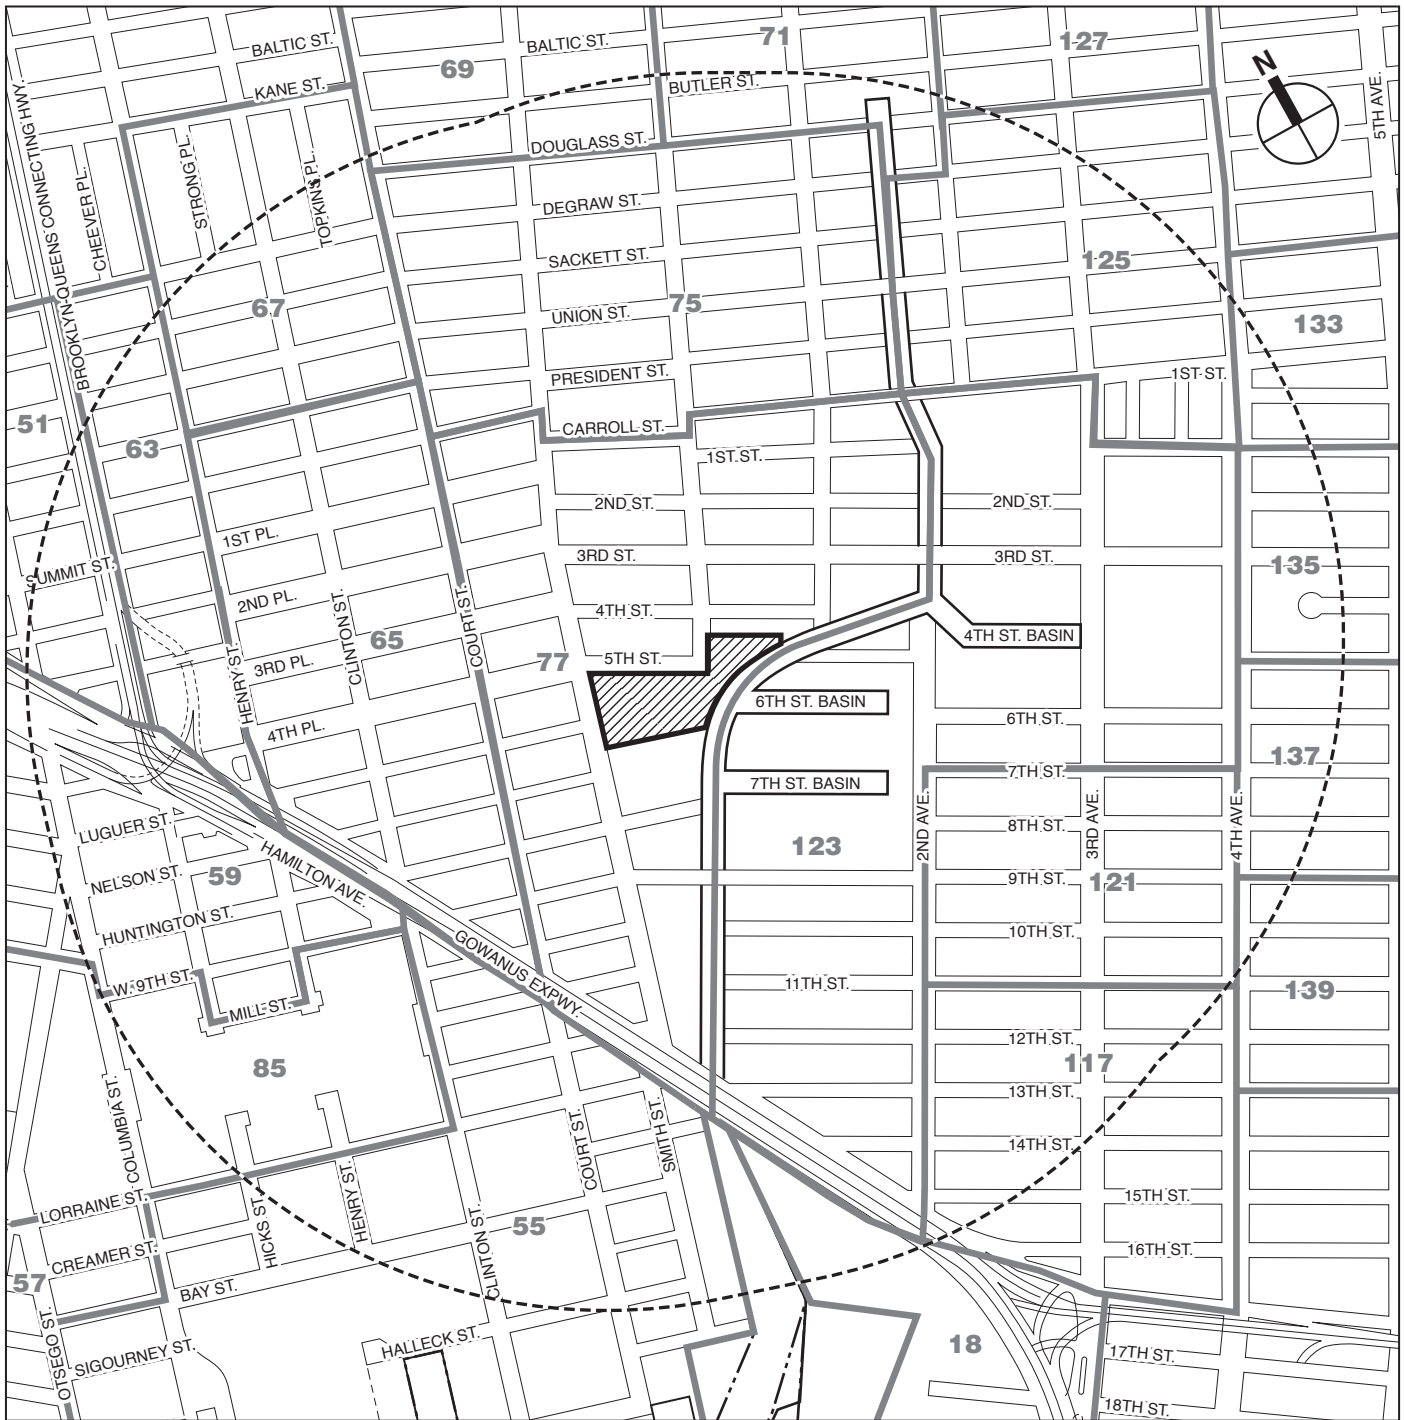 BALTIC ST.
BALTIC ST.
71
127
69
N
KANE ST.
BUTLER ST.
5TH AVE.
DOUGLASS ST.
BROOKLYN-QUEENS CONNECTING HWY.
CHEEVER PL.
STRONG PL.
TOPKINS PL.
DEGRAW ST.
SACKETT ST.
125
67
75
UNION ST.
133
PRESIDENT ST.
1ST ST.
51
63
CARROLL ST.
1ST ST.
2ND ST.
2ND ST.
1ST PL.
3RD ST.
3RD ST.
135
SUMMIT ST.
2ND PL.
CLINTON ST.
COURT ST.
4TH ST.
4TH ST. BASIN
65
HENRY ST.
3RD PL.
77
5TH ST.
6TH ST. BASIN
6TH ST.
4TH PL.
137
7TH ST.
7TH ST. BASIN
2ND AVE.
3RD AVE.
4TH AVE.
LUGUER ST.
8TH ST.
HAMILTON AVE.
123
NELSON ST.
59
9TH ST.
121
HUNTINGTON ST.
10TH ST.
GOWANUS EXPWY.
W. 9TH ST.
11TH ST.
139
MILL ST.
12TH ST.
85
117
13TH ST.
COLUMBIA ST.
COURT ST.
SMITH ST.
14TH ST.
LORRAINE ST.
HICKS ST.
HENRY ST.
CLINTON ST.
15TH ST.
55
CREAMER ST.
16TH ST.
57
BAY ST.
OTSEGO ST.
SIGOURNEY ST.
HALLECK ST.
18
17TH ST.
18TH ST.